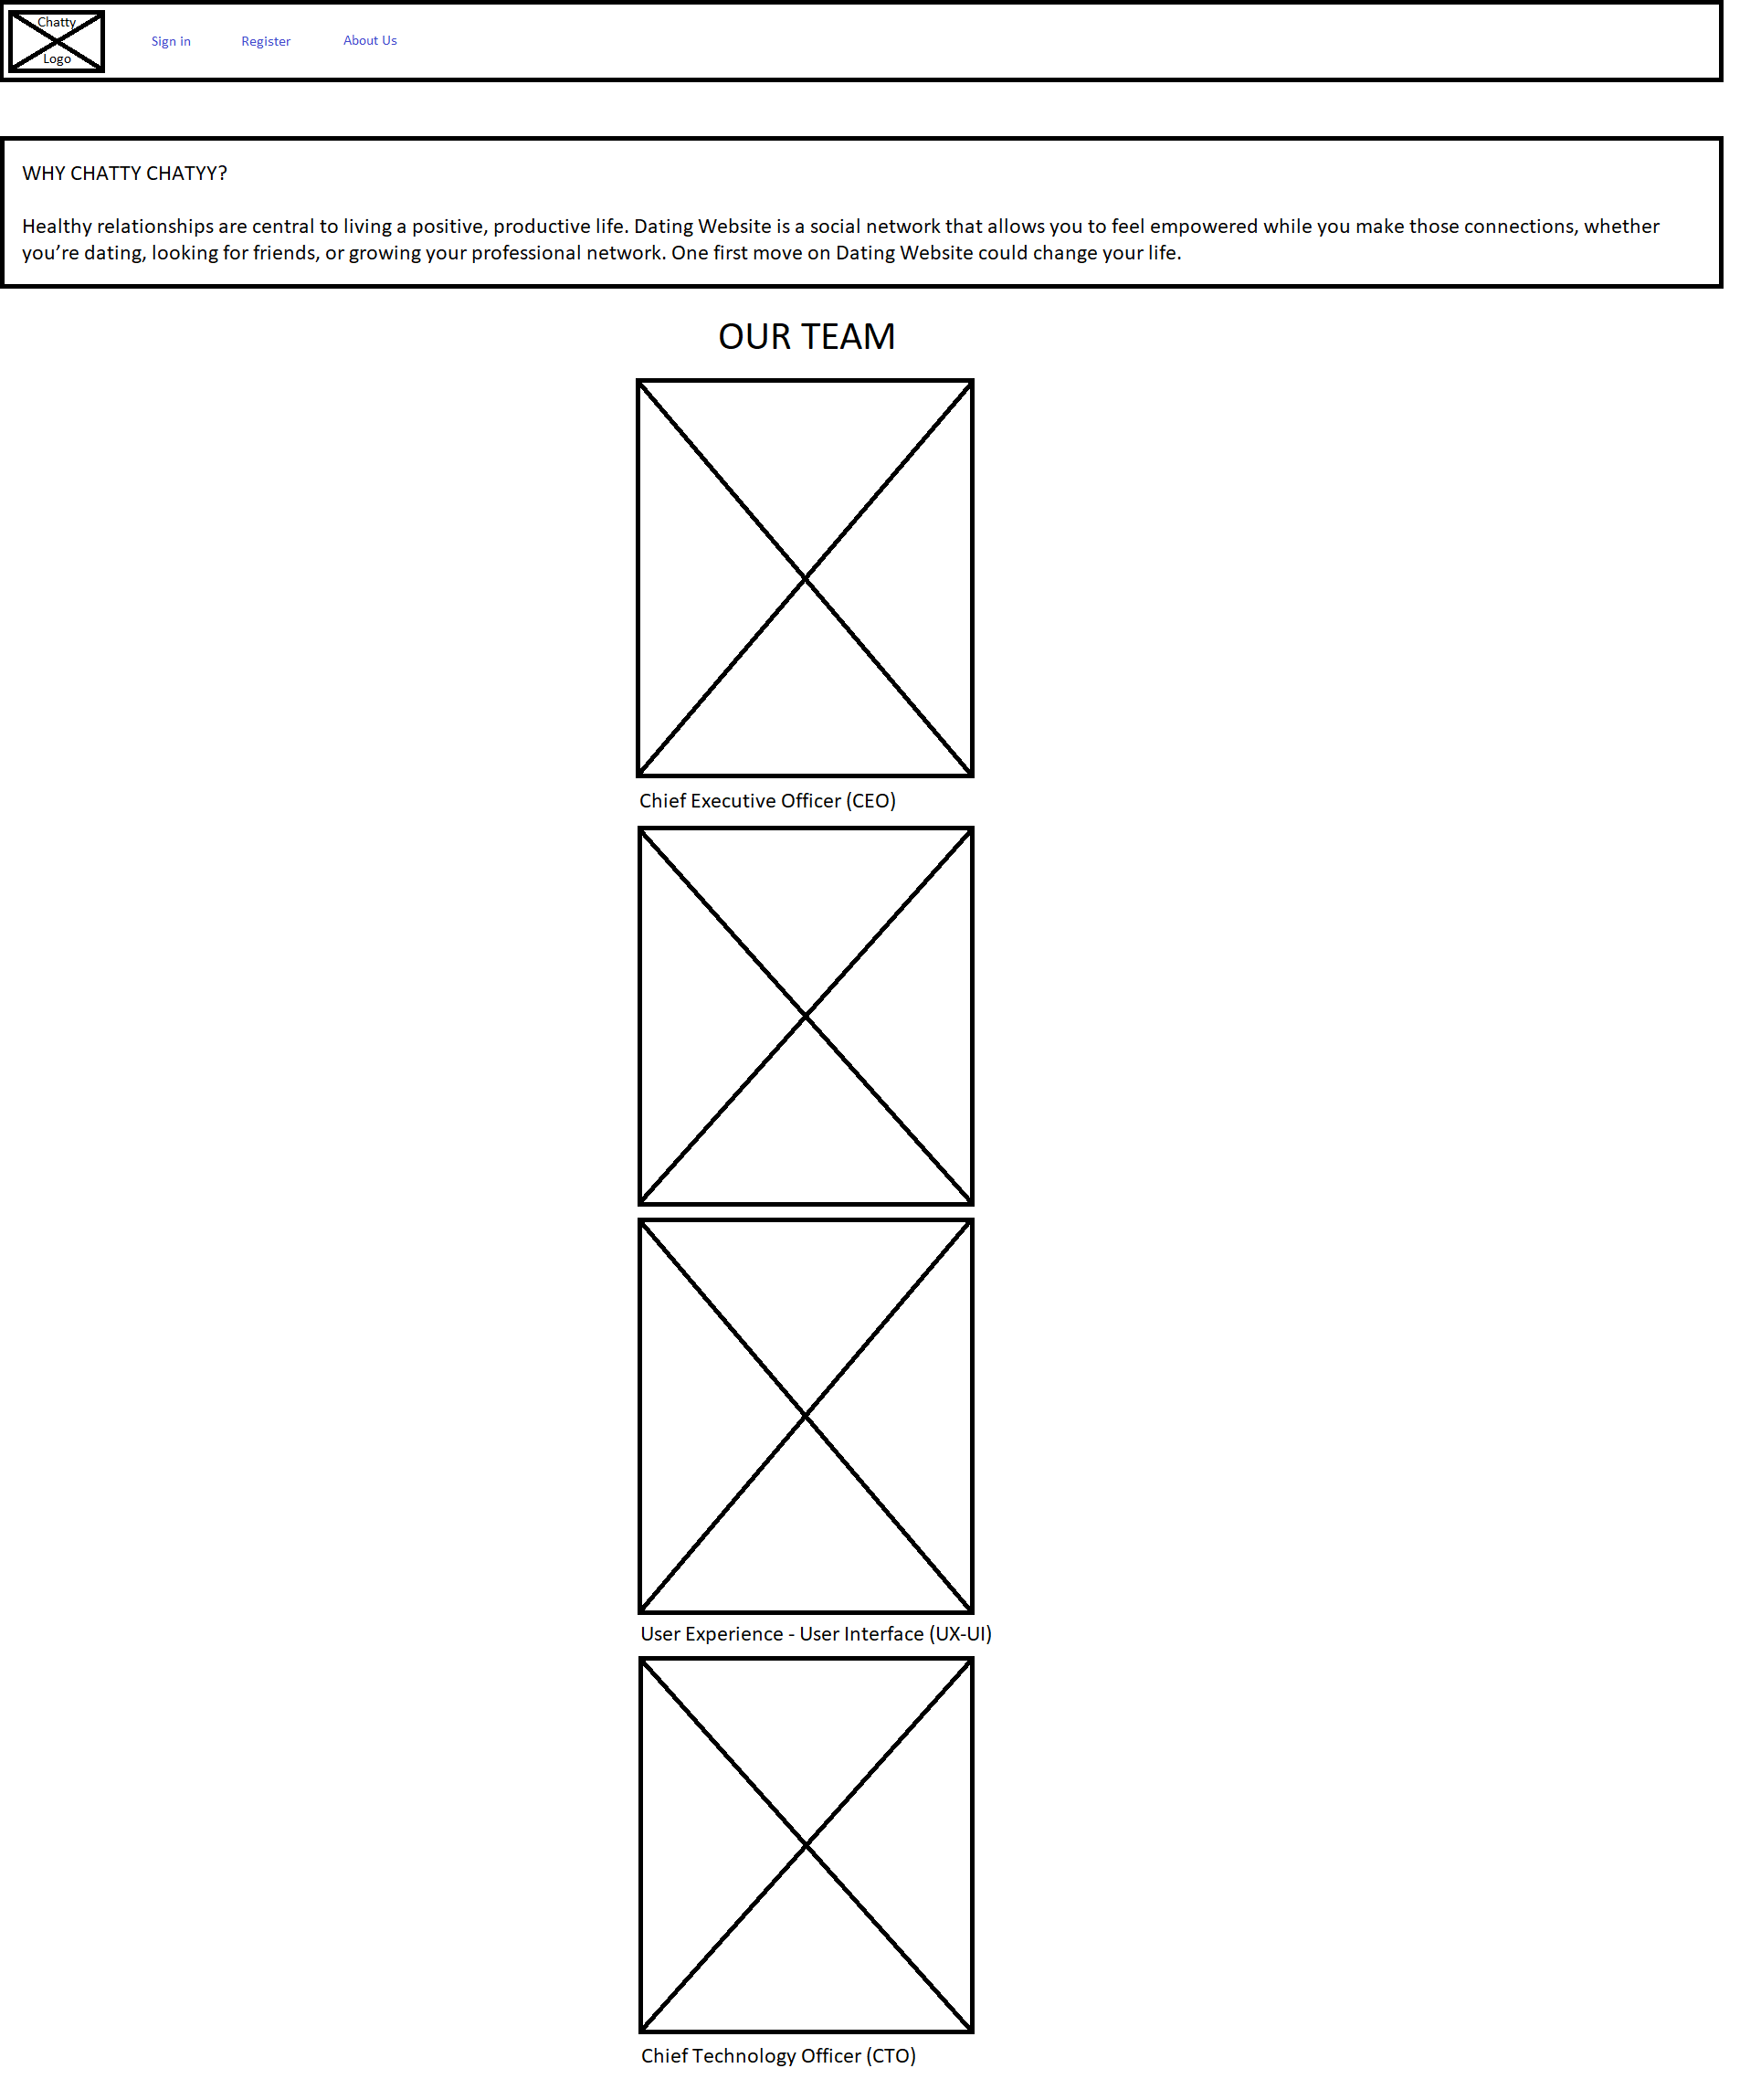 Chatty
Logo
Sign in
Register
About Us
WHY CHATTY CHATYY?
Healthy relationships are central to living a positive, productive life. Dating Website is a social network that allows you to feel empowered while you make those connections, whether
you’re dating, looking for friends, or growing your professional network. One first move on Dating Website could change your life.
OUR TEAM
Chief Executive Officer (CEO)
User Experience - User Interface (UX-UI)
Chief Technology Officer (CTO)